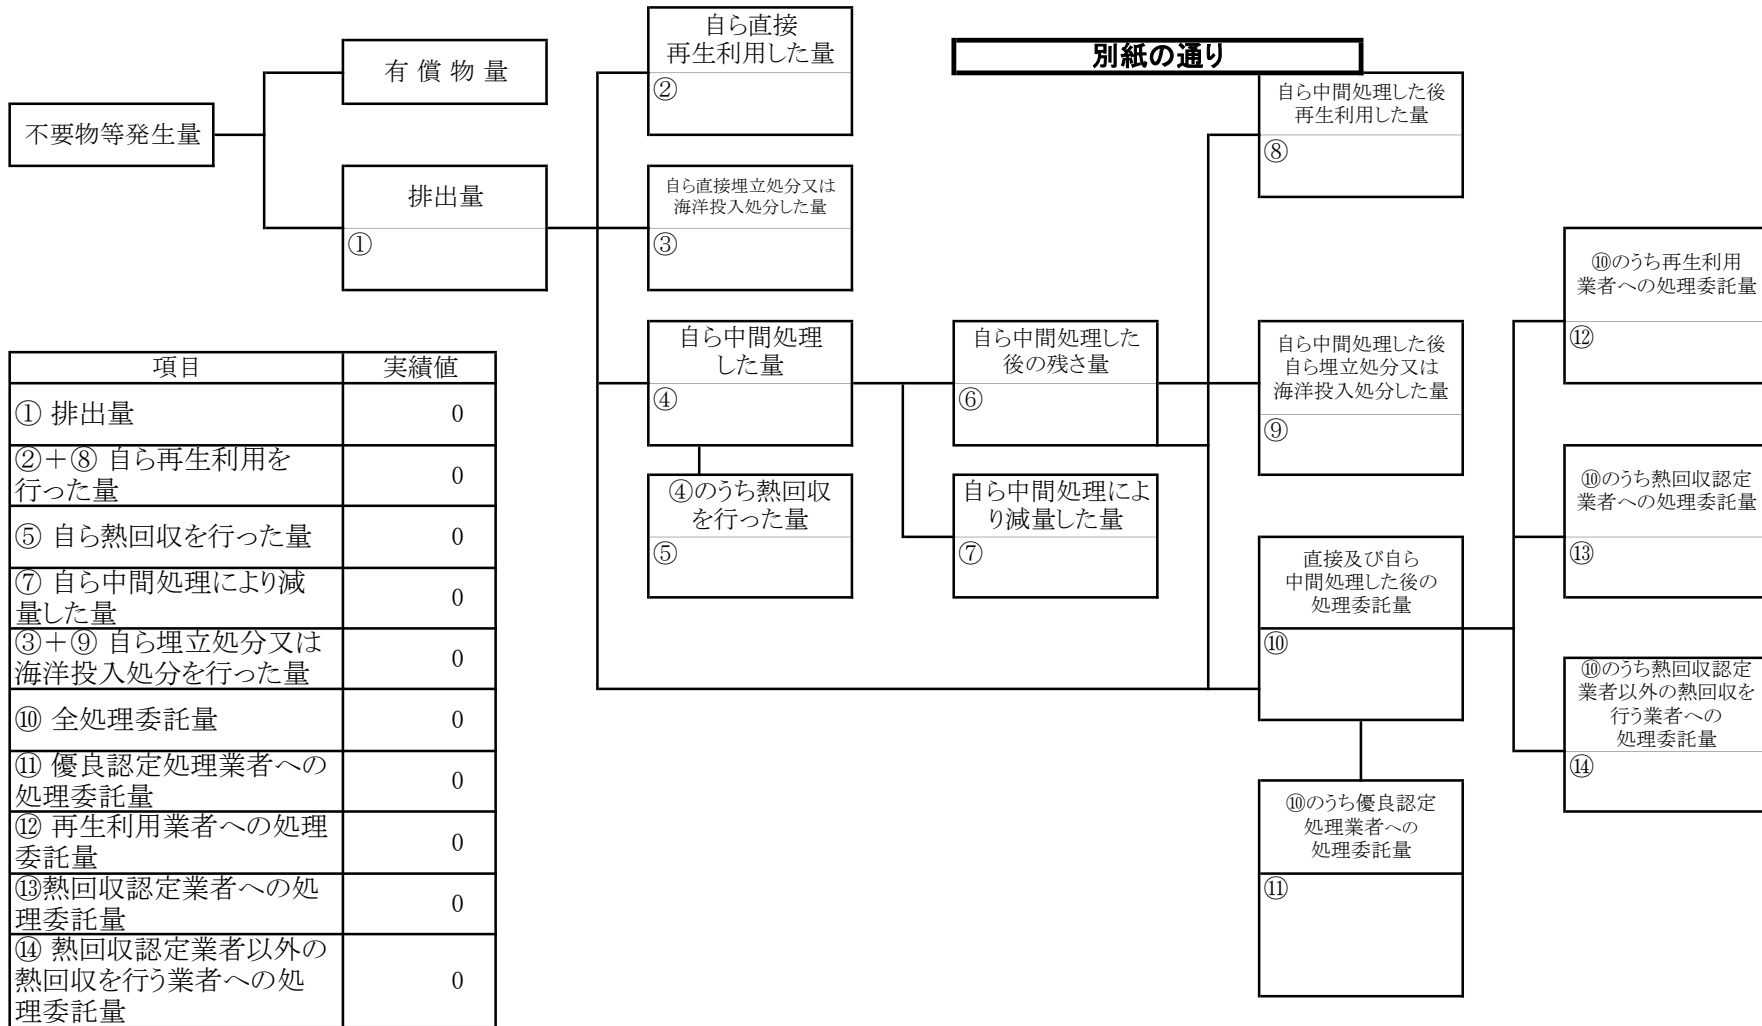 自ら直接
再生利用した量
②
別紙の通り
有償物量
不要物等発生量
自ら中間処理した後
再生利用した量
⑧
排出量
①
自ら直接埋立処分又は
海洋投入処分した量
③
⑩のうち再生利用
業者への処理委託量
⑫
自ら中間処理
した量
④
自ら中間処理した
後の残さ量
⑥
自ら中間処理した後
自ら埋立処分又は
海洋投入処分した量
⑨
④のうち熱回収
を行った量
⑤
自ら中間処理によ
り減量した量
⑦
⑩のうち熱回収認定
業者への処理委託量
⑬
直接及び自ら
中間処理した後の
処理委託量
⑩
⑩のうち熱回収認定
業者以外の熱回収を
行う業者への
処理委託量
⑭
⑩のうち優良認定
処理業者への
処理委託量
⑪
項目 実績値
① 排出量 0
②＋⑧ 自ら再生利用を
行った量 0
⑤ 自ら熱回収を行った量 0
⑦ 自ら中間処理により減
量した量 0
③＋⑨ 自ら埋立処分又は
海洋投入処分を行った量 0
⑩ 全処理委託量 0
⑪ 優良認定処理業者への
処理委託量 0
⑫ 再生利用業者への処理
委託量 0
⑬熱回収認定業者への処
理委託量 0
⑭ 熱回収認定業者以外の
熱回収を行う業者への処
理委託量 0